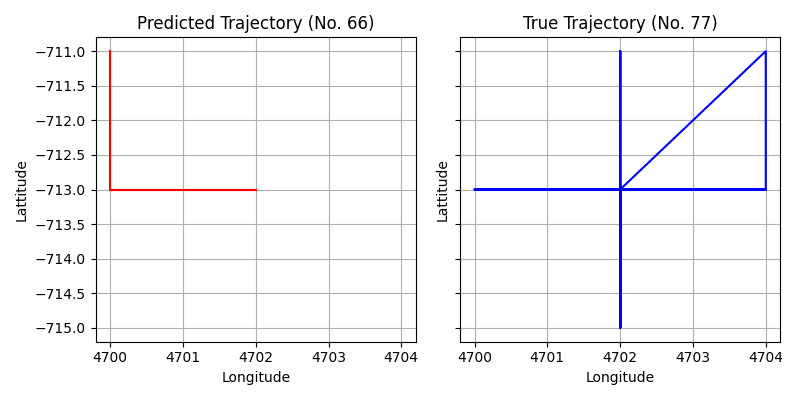 Predicted Trajectory (No. 66)
True Trajectory (No. 77)
Lattitude
−711.0
−711.5
−712.0
−712.5
−713.0
−713.5
−714.0
−714.5
−715.0
4700 4701 4702 4703 4704
Longitude
Lattitude
4700 4701 4702 4703 4704
Longitude